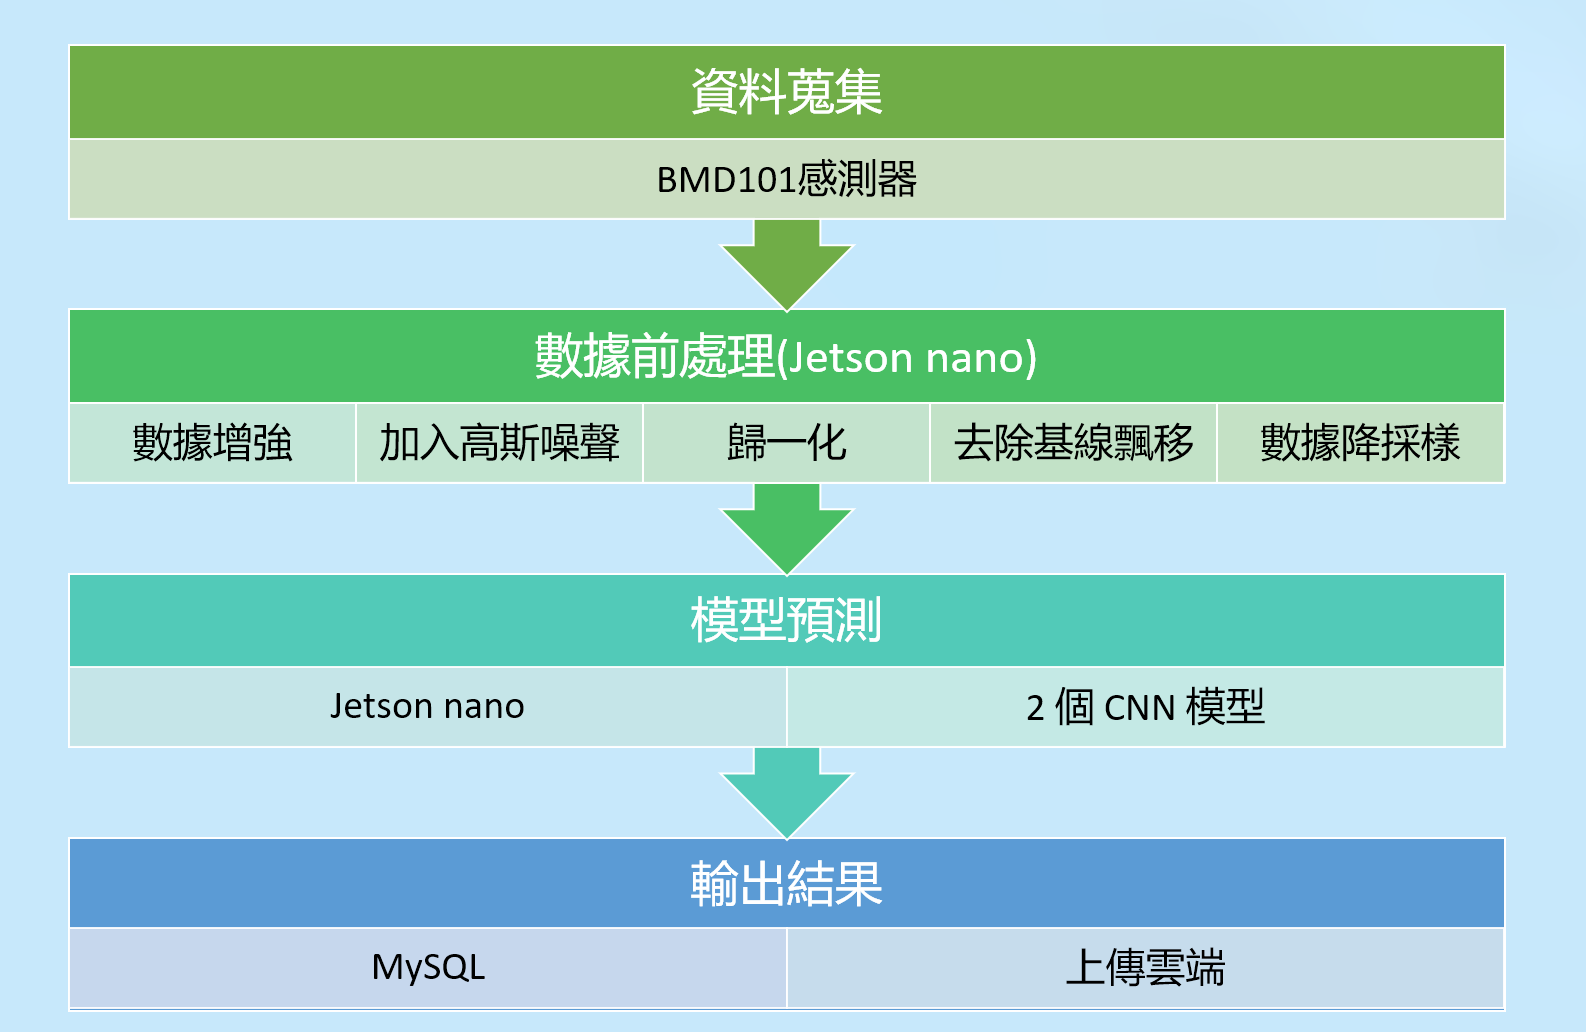 資料蒐集
BMD101感測器
數據前處理(Jetson nano)
數據增強
加入高斯噪聲
歸一化
去除基線飄移
數據降採樣
模型預測
Jetson nano
2 個 CNN 模型
輸出結果
MySQL
上傳雲端